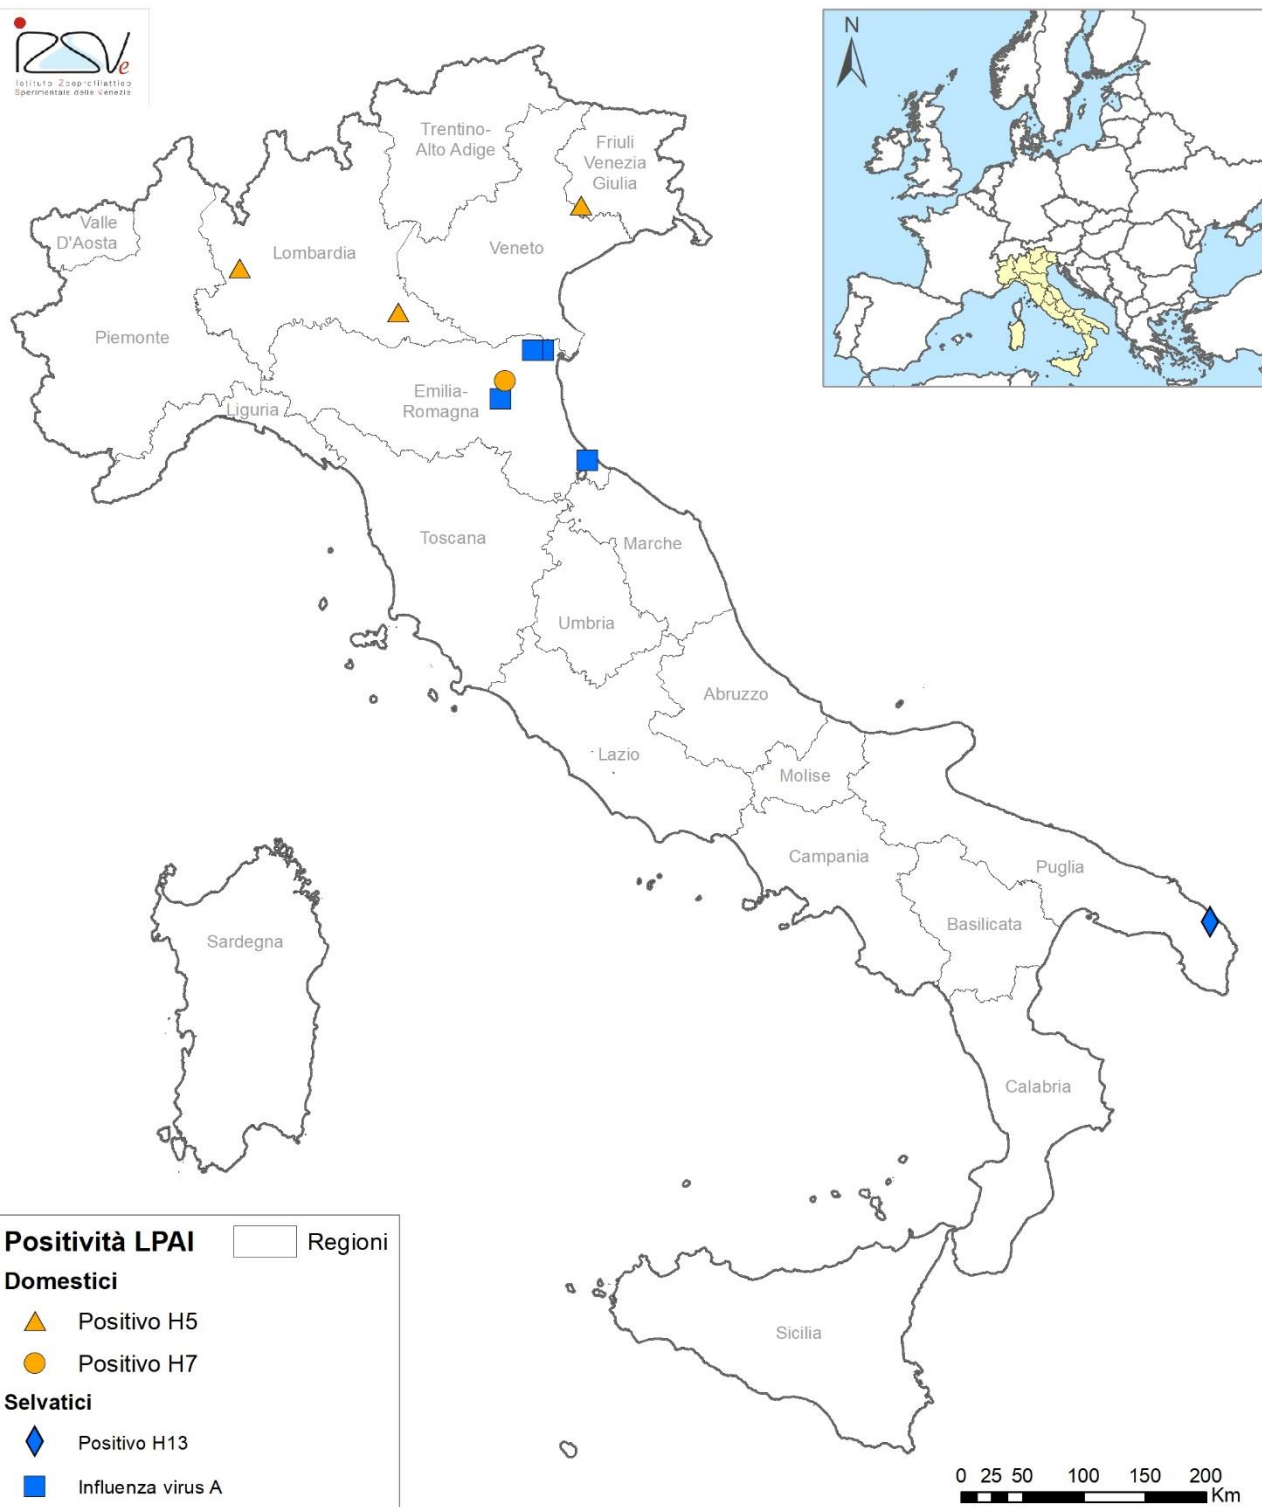 IZSVe
Istituto Zooprofilattico
Sperimentale delle Venezie
N
Trentino-
Alto Adige
Friuli
Venezia
Giulia
Valle
D'Aosta
Lombardia
Veneto
Piemonte
Emilia-
Romagna
Liguria
Toscana
Marche
Umbria
Abruzzo
Lazio
Molise
Campania
Puglia
Basilicata
Sardegna
Calabria
Sicilia
Positività LPAI
Regioni
Domestici
Positivo H5
Positivo H7
Selvatici
Positivo H13
Influenza virus A
0 25 50 100 150 200
Km